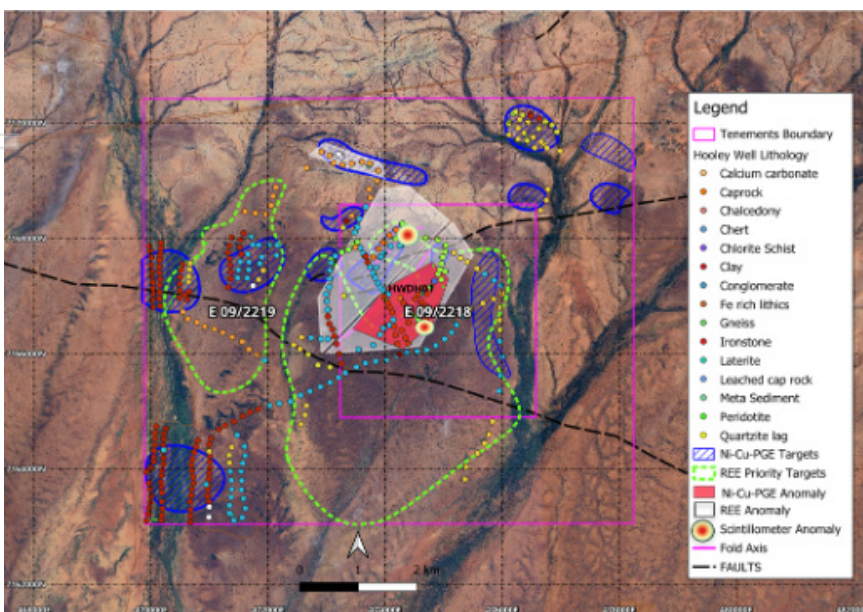 Legend
Tenements Boundary
Hooley Well Lithology
Calcium carbonate
Caprock
Chalcedony
Chert
Chlorite Schist
Clay
Conglomerate
Fe rich lithics
Gneiss
Ironstone
Laterite
Leached cap rock
Meta Sediment
Peridotite
Quartzite lag
Ni-Cu-PGE Targets
REE Priority Targets
Ni-Cu-PGE Anomaly
REE Anomaly
Scintillometer Anomaly
Fold Axis
FAULTS
HWDH01
E 09/2219
E 09/2218
0 1 2 km